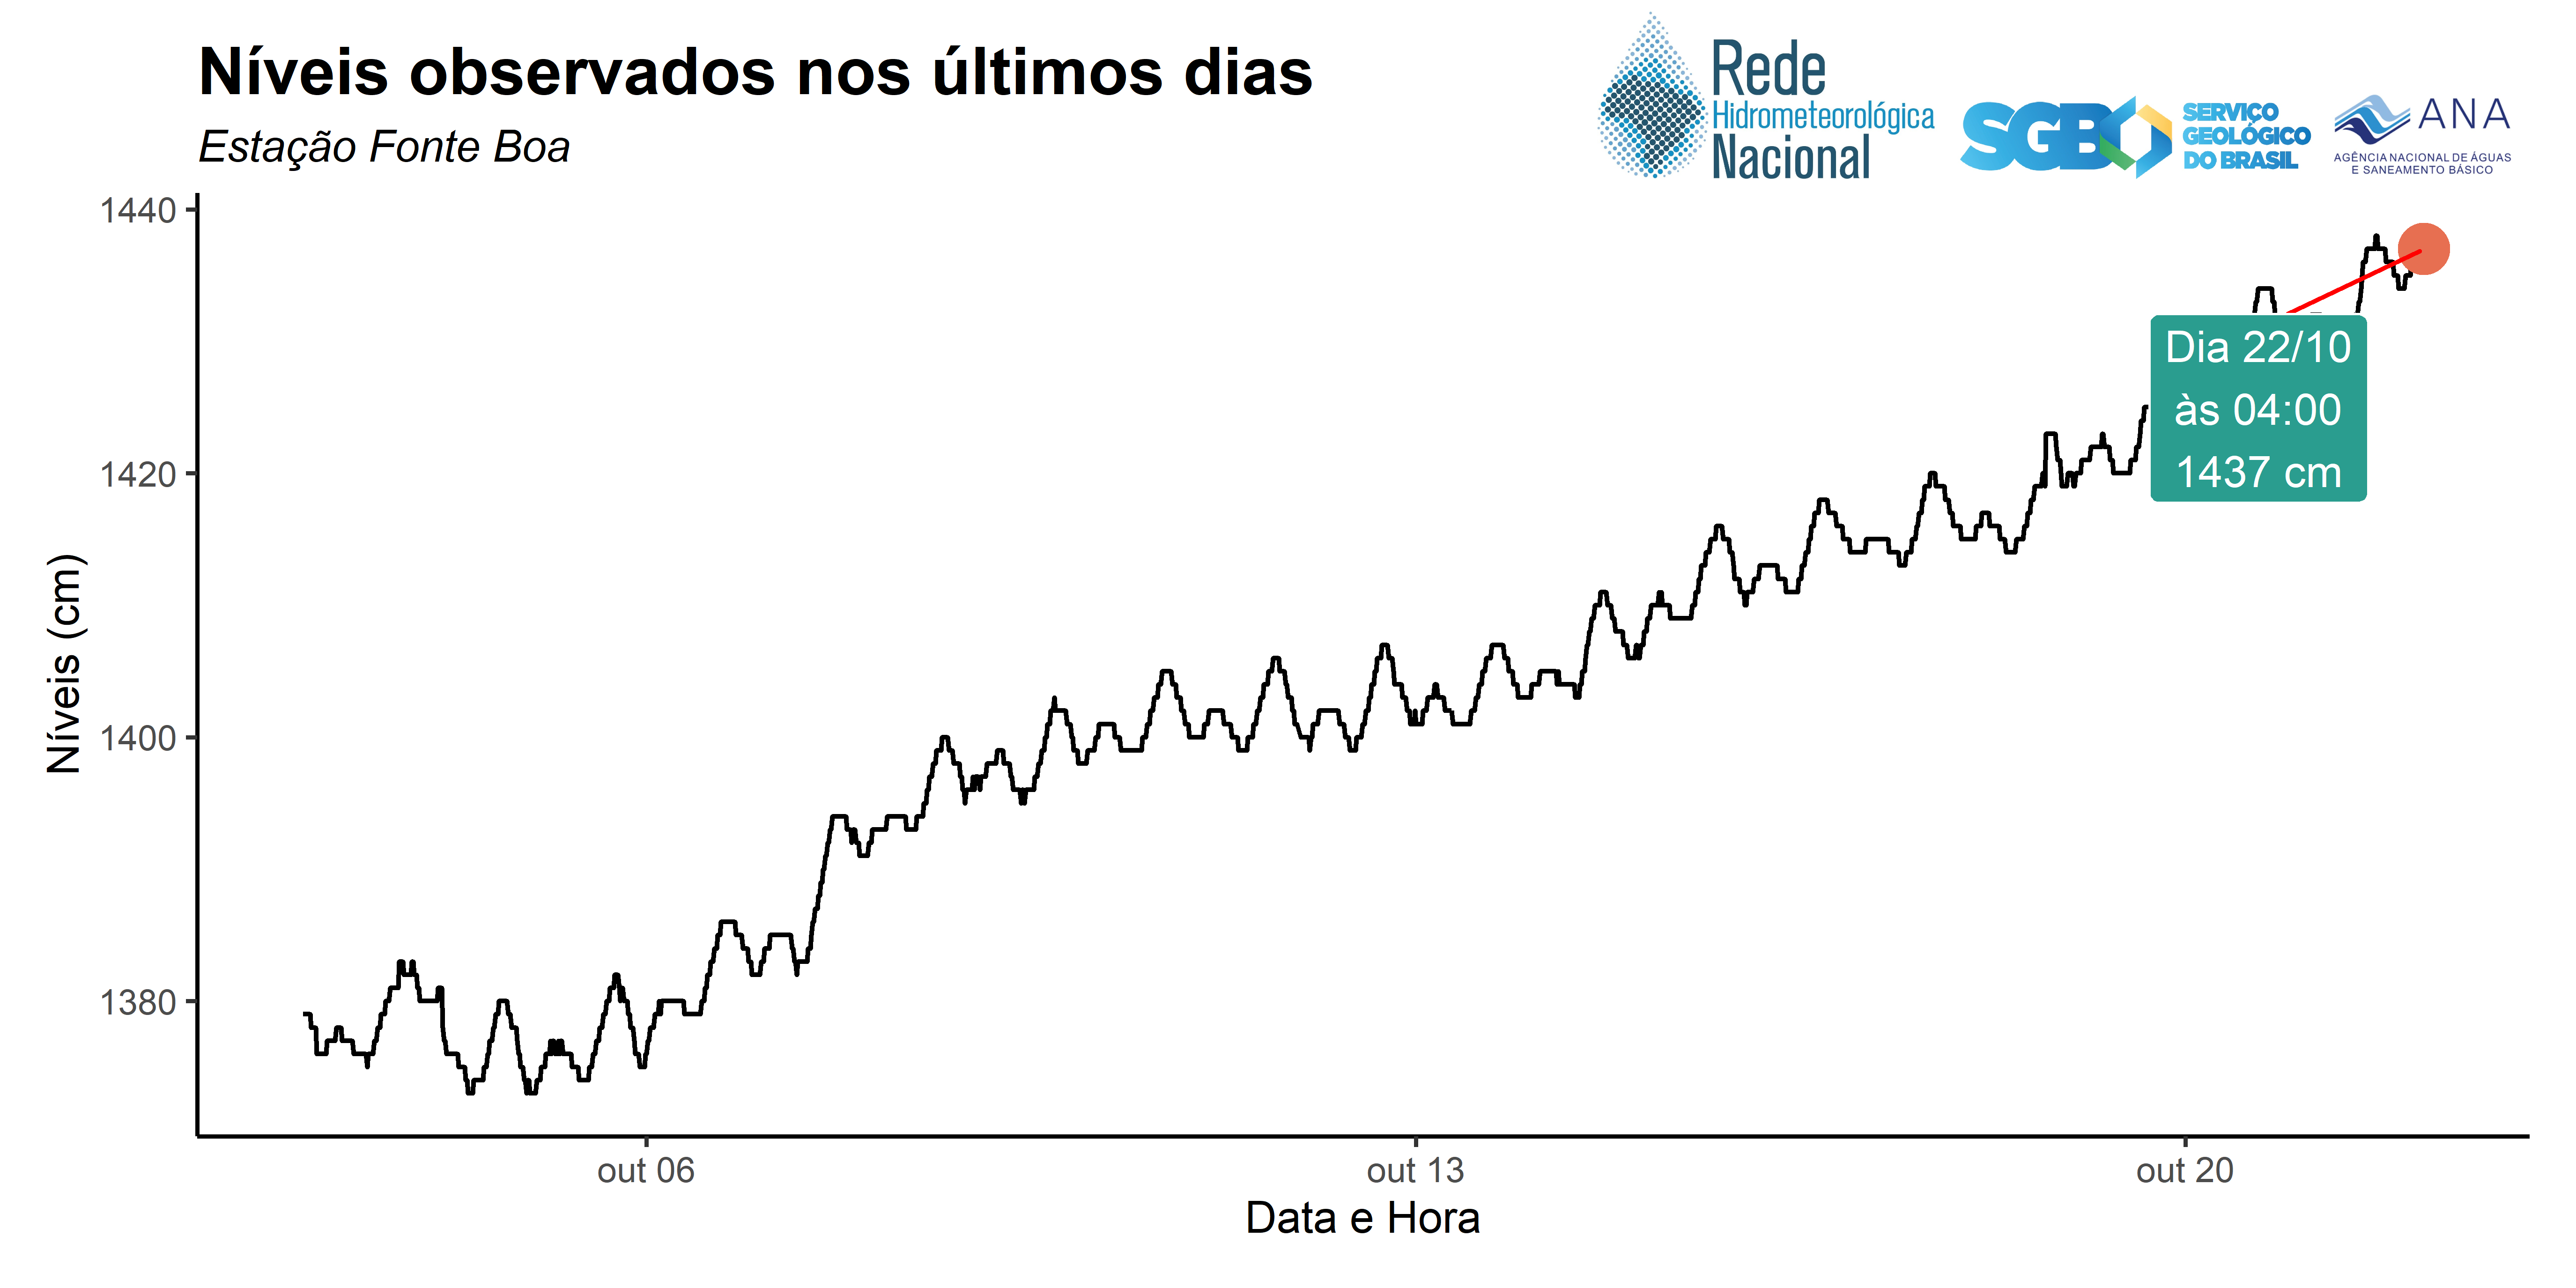 Níveis observados nos últimos dias
Estação Fonte Boa
Rede
Hidrometeorológica
Nacional
SGB
SERVIÇO
GEOLÓGICO
DO BRASIL
ANA
AGÊNCIA NACIONAL DE ÁGUAS
E SANEAMENTO BÁSICO
1440
1420
1400
1380
Níveis (cm)
Dia 22/10
às 04:00
1437 cm
out 06
out 13
out 20
Data e Hora